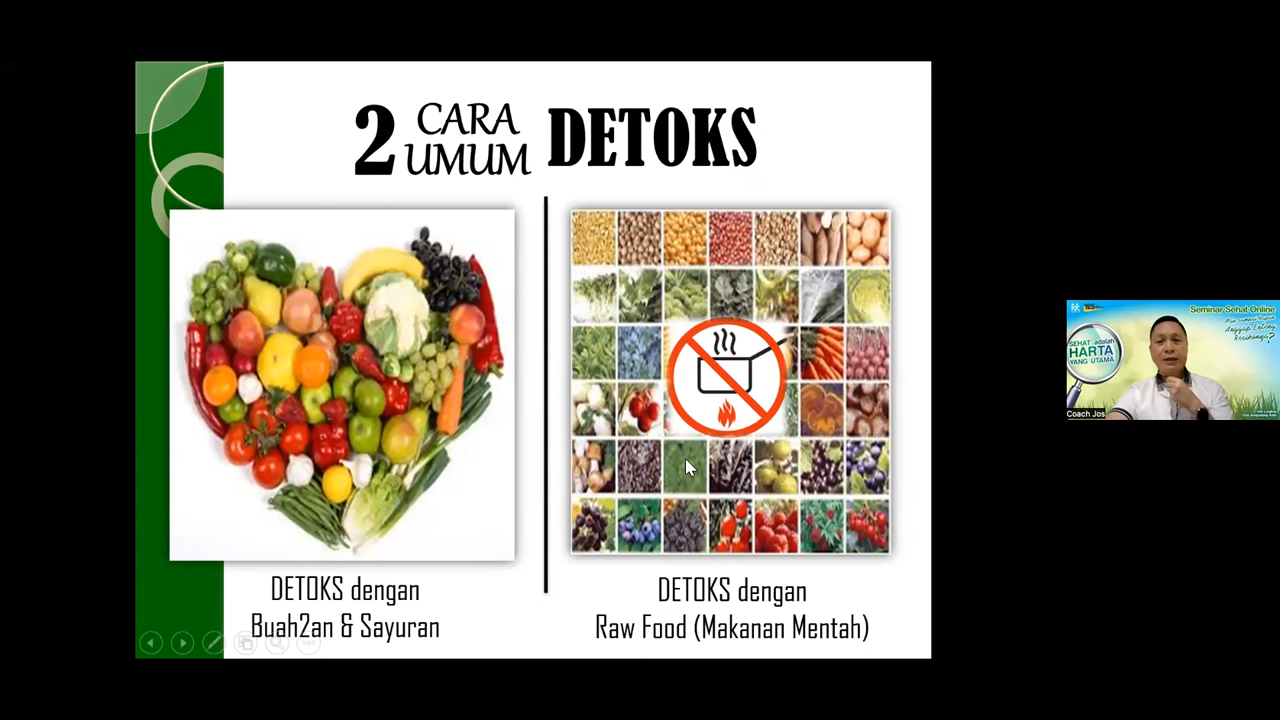 2 CARA UMUM DETOKS
DETOKS dengan
Buah2an & Sayuran
DETOKS dengan
Raw Food (Makanan Mentah)
YES
Seminar Sehat Online
SEHAT adalah
HARTA
YANG UTAMA
Coach Jos